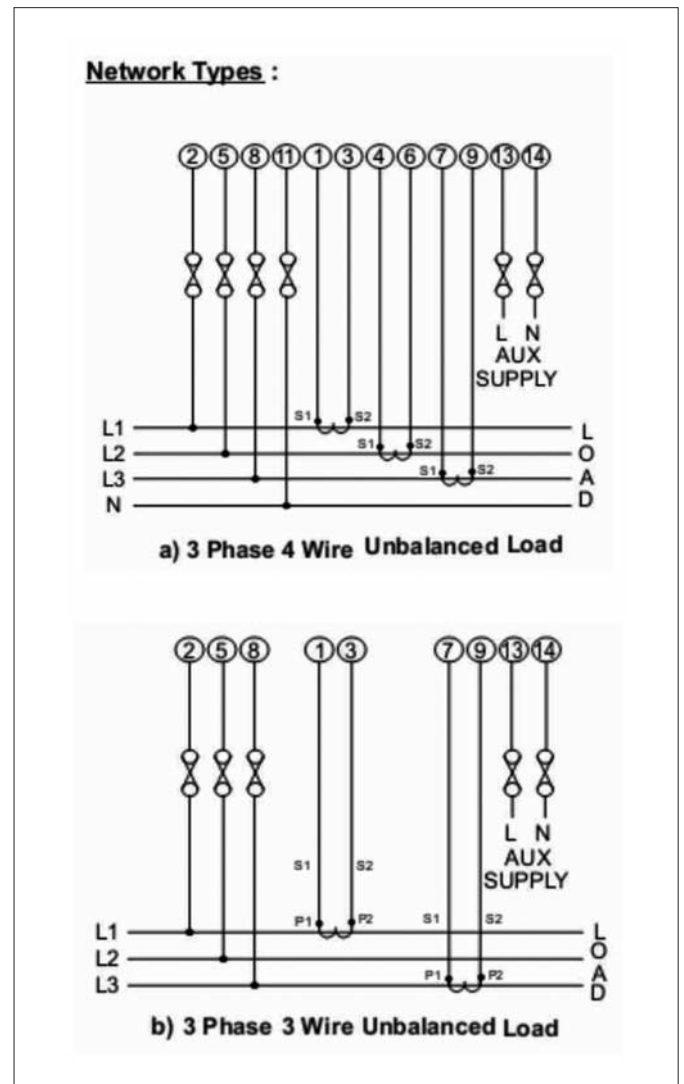 Network Types :
2 5 8 11 1 3 4 6 7 9 13 14
L N
AUX
SUPPLY
S1 S2
L1 L
S1 S2
L2 O
S1 S2
L3 A
N D
a) 3 Phase 4 Wire Unbalanced Load
2 5 8 1 3 7 9 13 14
L N
AUX
S1 S2
SUPPLY
P1 P2 S1 S2
L1 L
L2 O
P1 P2 A
L3 D
b) 3 Phase 3 Wire Unbalanced Load